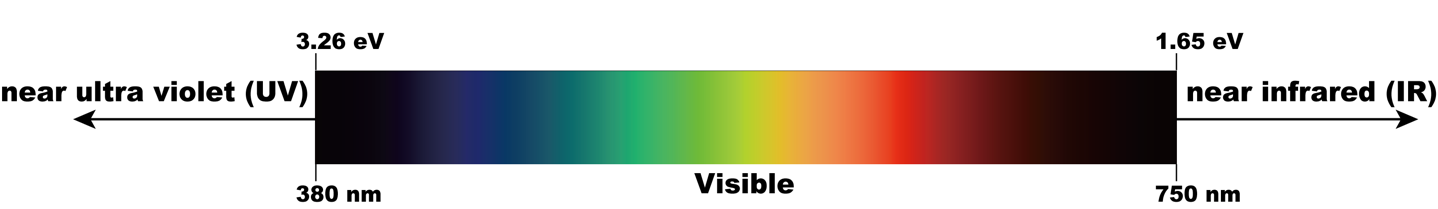 3.26 eV
1.65 eV
near ultra violet (UV)
near infrared (IR)
380 nm
Visible
750 nm